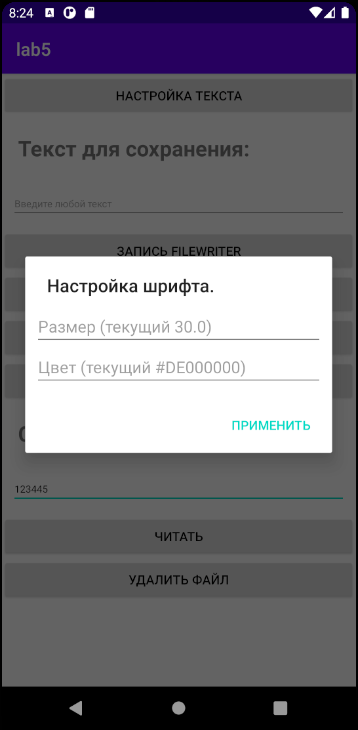 8:24
lab5
НАСТРОЙКА ТЕКСТА
Текст для сохранения:
Введите любой текст
ЗАПИСЬ FILEWRITER
Настройка шрифта.
Размер (текущий 30.0)
Цвет (текущий #DE000000)
ПРИМЕНИТЬ
123445
ЧИТАТЬ
УДАЛИТЬ ФАЙЛ